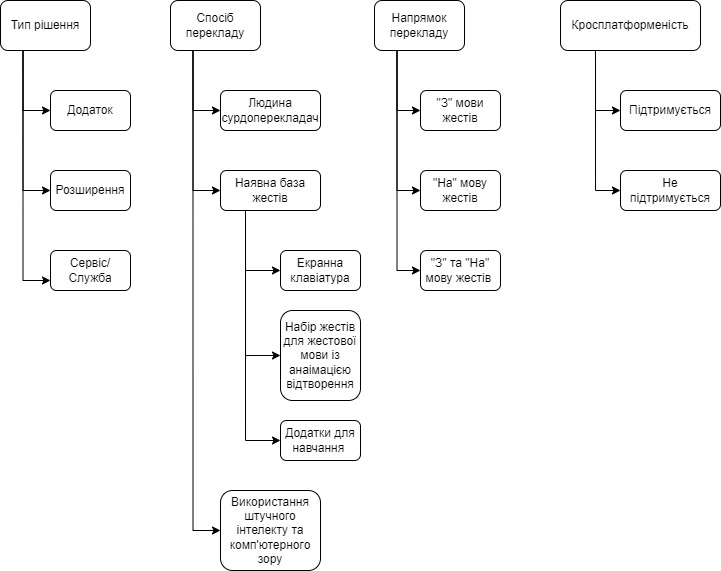 Тип рішення
Додаток
Розширення
Сервіс/
Служба
Спосіб
перекладу
Людина
сурдоперекладач
Наявна база
жестів
Екранна
клавіатура
Набір жестів
для жестової
мови із
анаімацією
відтворення
Додатки для
навчання
Використання
штучного
інтелекту та
комп'ютерного
зору
Напрямок
перекладу
"З" мови
жестів
"На" мову
жестів
"З" та "На"
мову жестів
Кросплатформеність
Підтримується
Не
підтримується